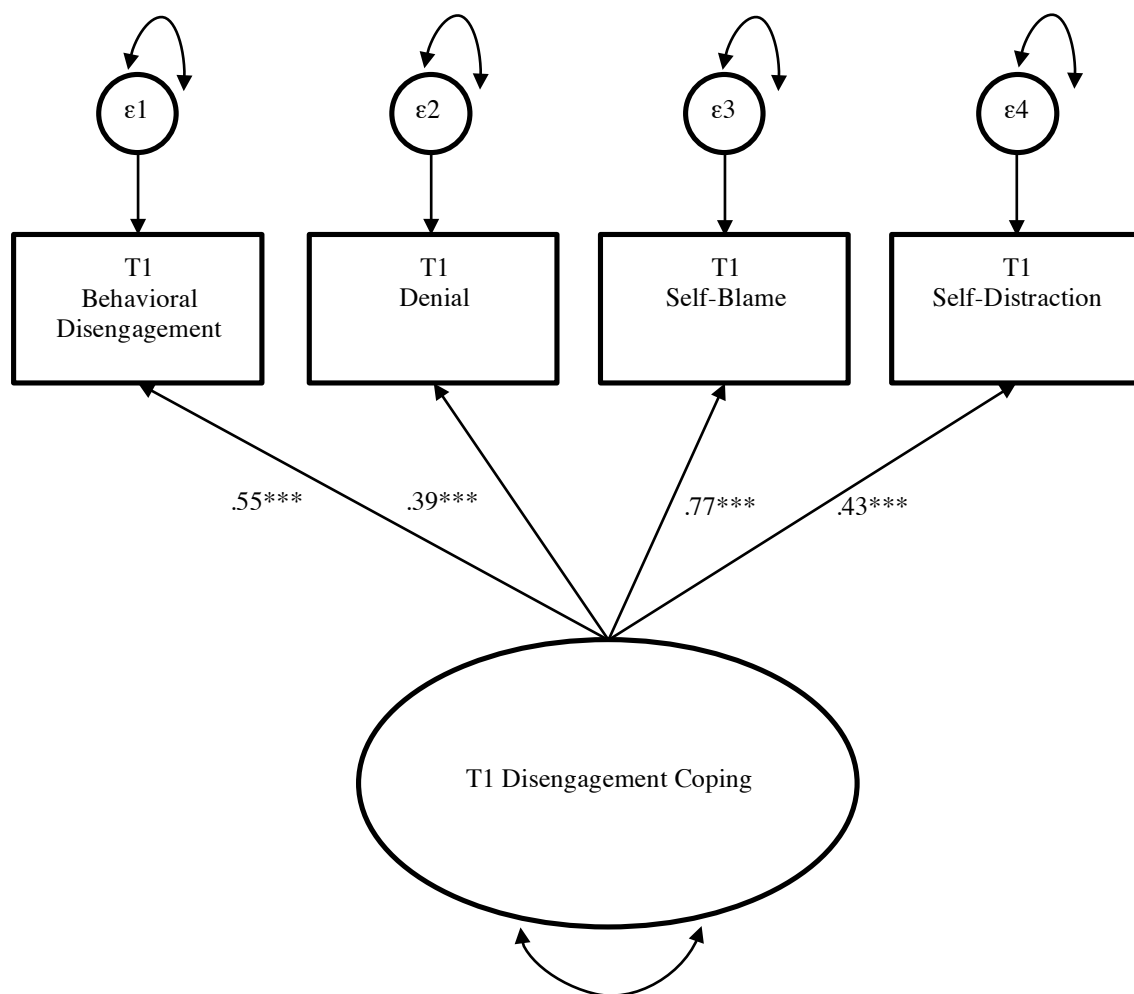 ε1
ε2
ε3
ε4
T1
Behavioral
Disengagement
T1
Denial
T1
Self-Blame
T1
Self-Distraction
.55***
.39***
.77***
.43***
T1 Disengagement Coping